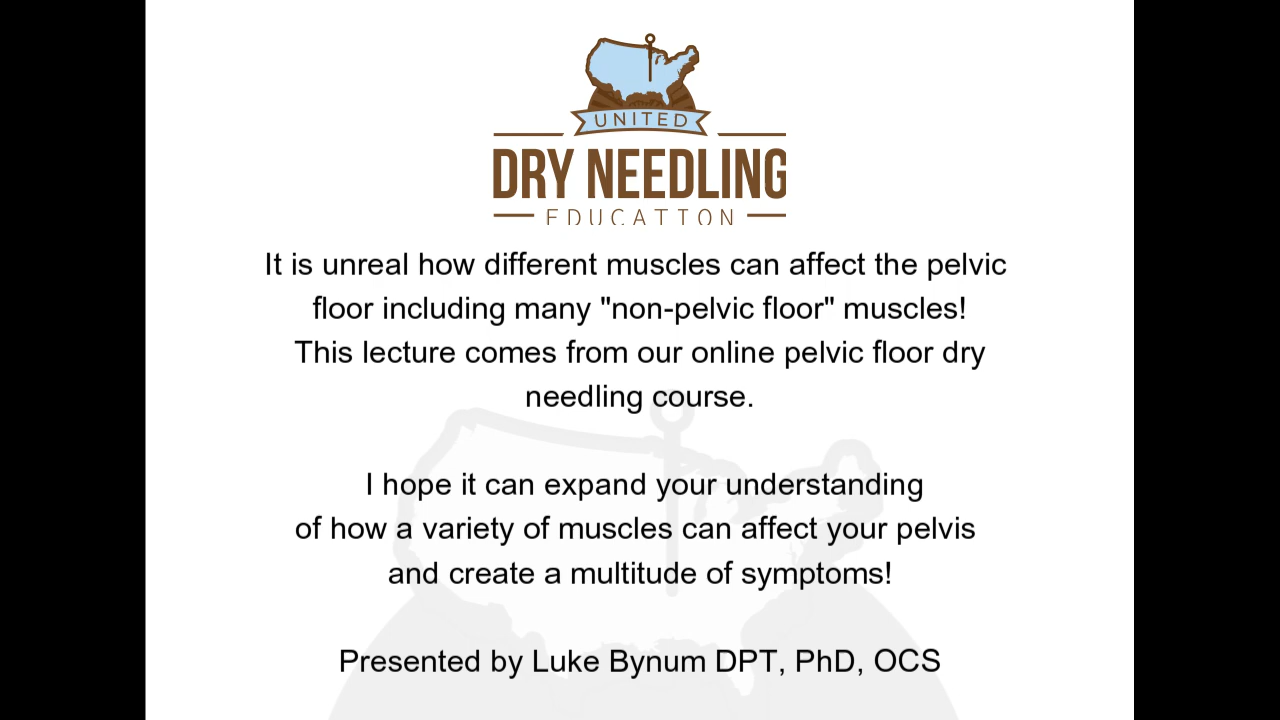 UNITED
DRY NEEDLING
EDUCATION
It is unreal how different muscles can affect the pelvic
floor including many "non-pelvic floor" muscles!
This lecture comes from our online pelvic floor dry
needling course.
I hope it can expand your understanding
of how a variety of muscles can affect your pelvis
and create a multitude of symptoms!
Presented by Luke Bynum DPT, PhD, OCS